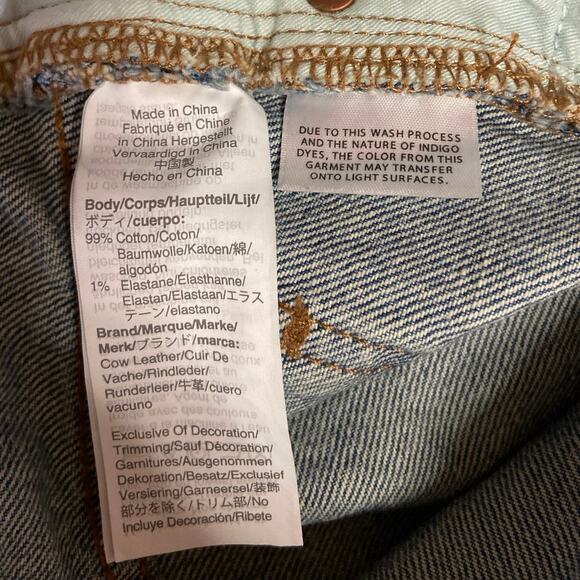 Made in China
Fabriqué en Chine
in China Hergestellt
Vervaardigd in China
中国製
Hecho en China
Body/Corps/Hauptteil/Lijf/
ボディ/cuerpo:
99% Cotton/Coton/
Baumwolle/Katoen/綿/
algodón
1% Elastane/Elasthanne/
Elastan/Elastaan/エラス
テーン/elastano
Brand/Marque/Marke/
Merk/ブランド/marca:
Cow Leather/Cuir De
Vache/Rindleder/
Runderleer/牛革/cuero
vacuno
Exclusive Of Decoration/
Trimming/Sauf Décoration/
Garnitures/Ausgenommen
Dekoration/Besatz/Exclusief
Versiering/Garneersel/装飾
部分を除く/トリム部/No
Incluye Decoración/Ribete
DUE TO THIS WASH PROCESS
AND THE NATURE OF INDIGO
DYES, THE COLOR FROM THIS
GARMENT MAY TRANSFER
ONTO LIGHT SURFACES.